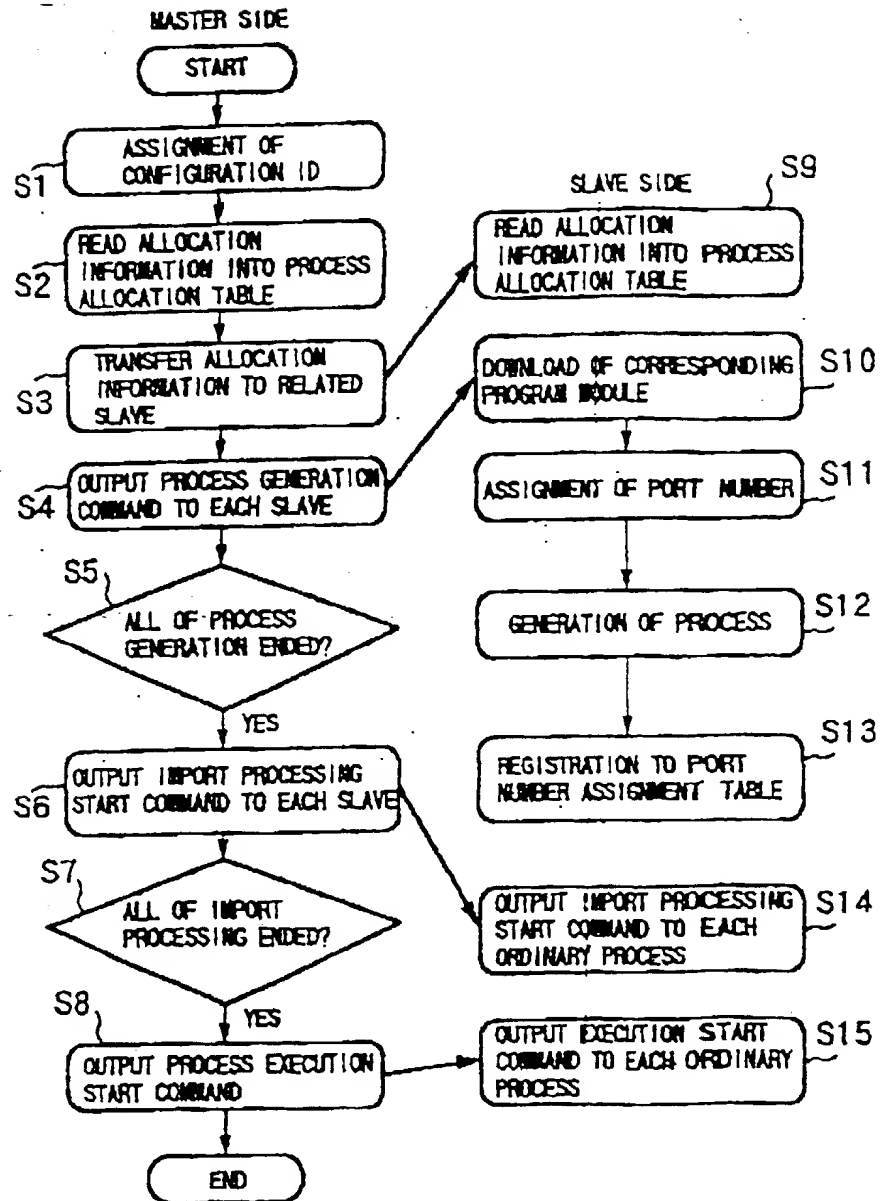 MASTER SIDE
START
S1
ASSIGNMENT OF
CONFIGURATION ID
S2
READ ALLOCATION
INFORMATION INTO PROCESS
ALLOCATION TABLE
S3
TRANSFER ALLOCATION
INFORMATION TO RELATED
SLAVE
S4
OUTPUT PROCESS GENERATION
COMMAND TO EACH SLAVE
S5
ALL OF PROCESS
GENERATION ENDED?
YES
S6
OUTPUT IMPORT PROCESSING
START COMMAND TO EACH SLAVE
S7
ALL OF IMPORT
PROCESSING ENDED?
YES
S8
OUTPUT PROCESS EXECUTION
START COMMAND
END
SLAVE SIDE
S9
READ ALLOCATION
INFORMATION INTO PROCESS
ALLOCATION TABLE
S10
DOWNLOAD OF CORRESPONDING
PROGRAM MODULE
S11
ASSIGNMENT OF PORT NUMBER
S12
GENERATION OF PROCESS
S13
REGISTRATION TO PORT
NUMBER ASSIGNMENT TABLE
S14
OUTPUT IMPORT PROCESSING
START COMMAND TO EACH
ORDINARY PROCESS
S15
OUTPUT EXECUTION START
COMMAND TO EACH ORDINARY
PROCESS